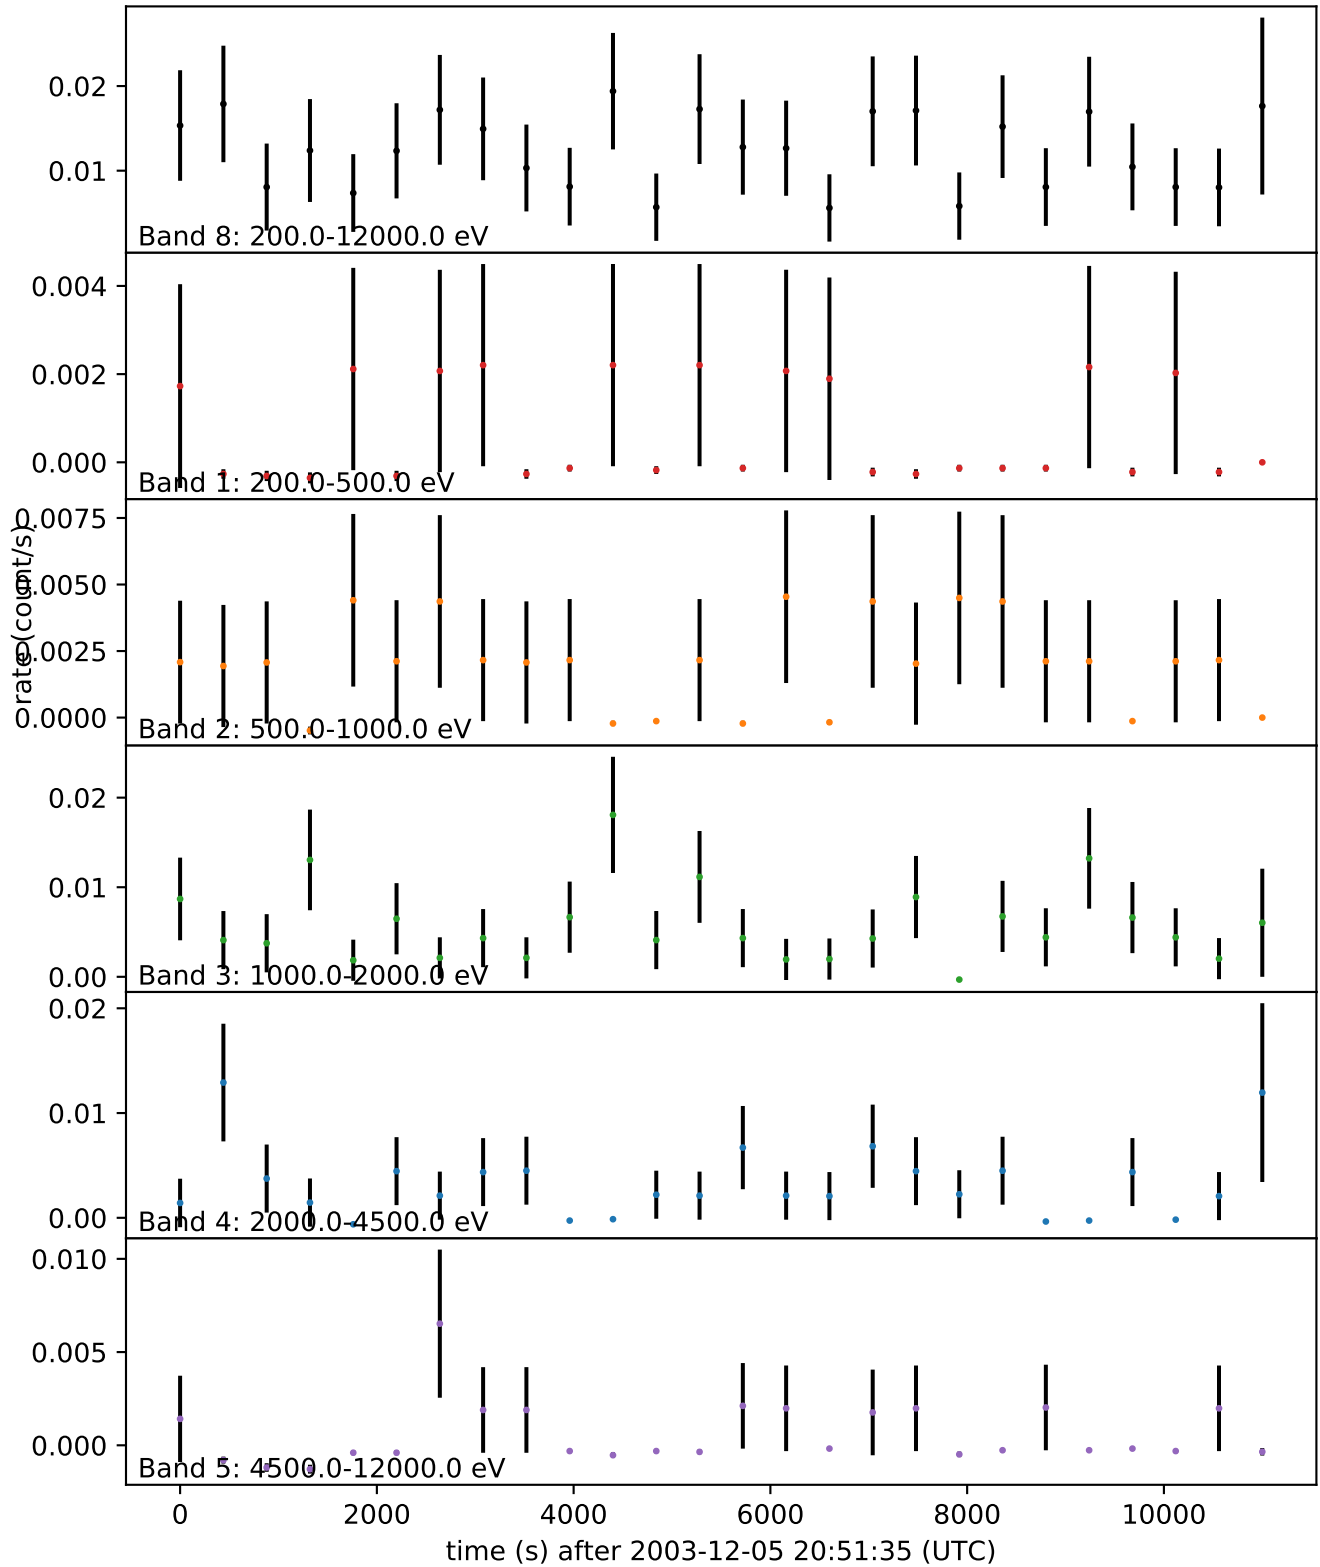 0.02
0.01
Band 8: 200.0-12000.0 eV
0.004
0.002
0.000
Band 1: 200.0-500.0 eV
rate (count/s)
0.0075
0.0050
0.0025
0.0000
Band 2: 500.0-1000.0 eV
0.02
0.01
0.00
Band 3: 1000.0-2000.0 eV
0.02
0.01
0.00
Band 4: 2000.0-4500.0 eV
0.010
0.005
0.000
Band 5: 4500.0-12000.0 eV
0 2000 4000 6000 8000 10000
time (s) after 2003-12-05 20:51:35 (UTC)